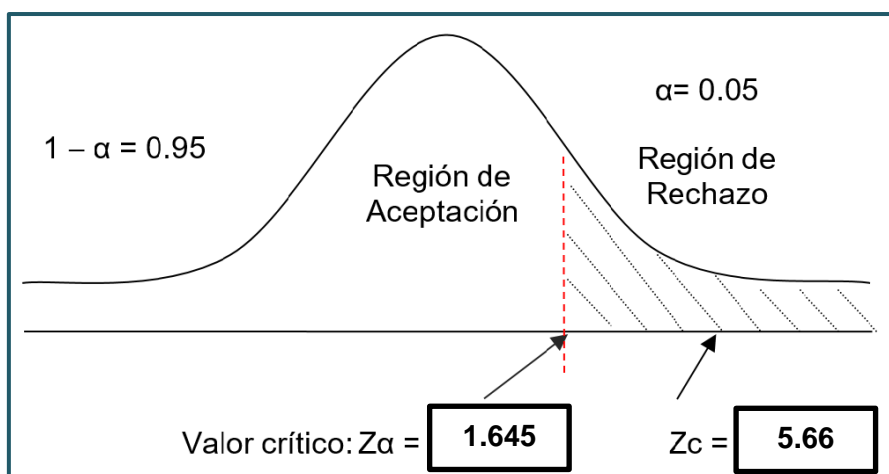 α= 0.05
1 – α = 0.95
Región de
Aceptación
Región de
Rechazo
Valor crítico: Zα = 1.645
Zc = 5.66